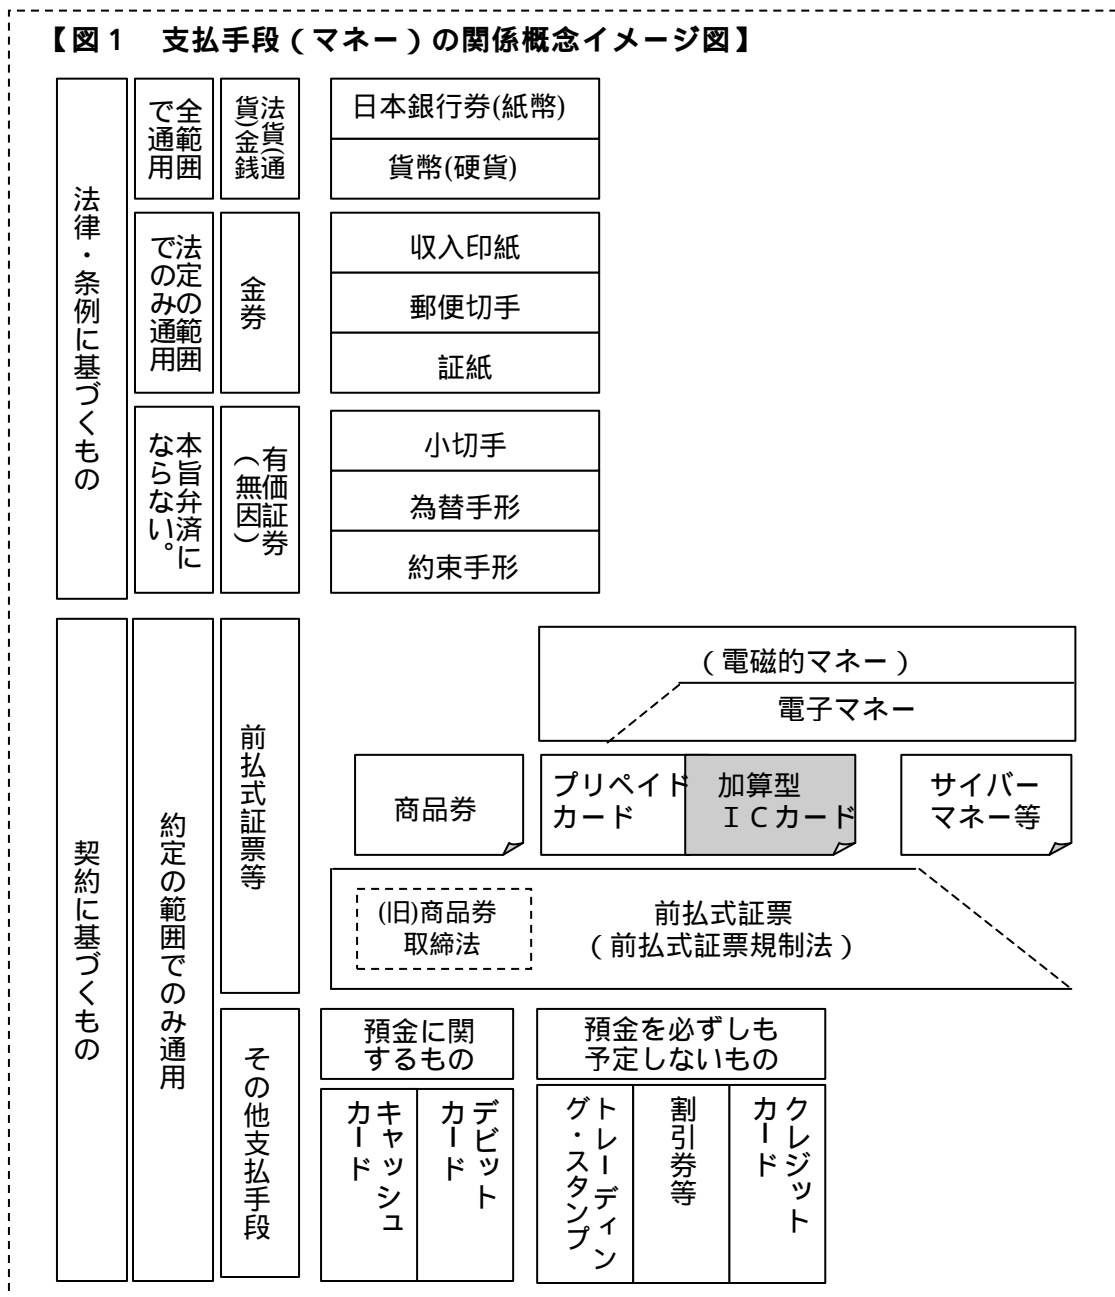 【図1 支払手段(マネー)の関係概念イメージ図】
法律・条例に基づくもの
全範囲
で通用
法貨(通
貨)金銭
日本銀行券(紙幣)
貨幣(硬貨)
法定の範囲
でのみ通用
金券
収入印紙
郵便切手
証紙
本旨弁済に
ならない。
有価証券
(無因)
小切手
為替手形
約束手形
契約に基づくもの
約定の範囲でのみ通用
前払式証票等
(電磁的マネー)
電子マネー
商品券
プリペイド
カード
加算型
ICカード
サイバー
マネー等
(旧)商品券
取締法
前払式証票
(前払式証票規制法)
その他支払手段
預金に関
するもの
キャッシュ
カード
デビット
カード
預金を必ずしも
予定しないもの
トレーディン
グ・スタンプ
割引券等
クレジット
カード